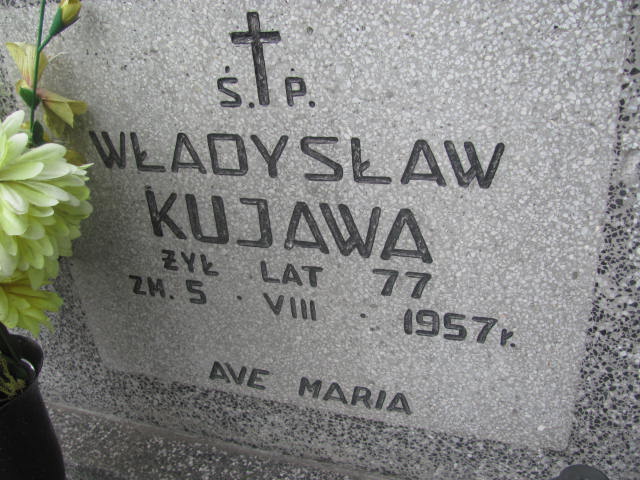 Ś. P.
WŁADYSŁAW
KUJAWA
ŻYŁ LAT 77
ZM. 5 · VIII · 1957 r.
AVE MARIA